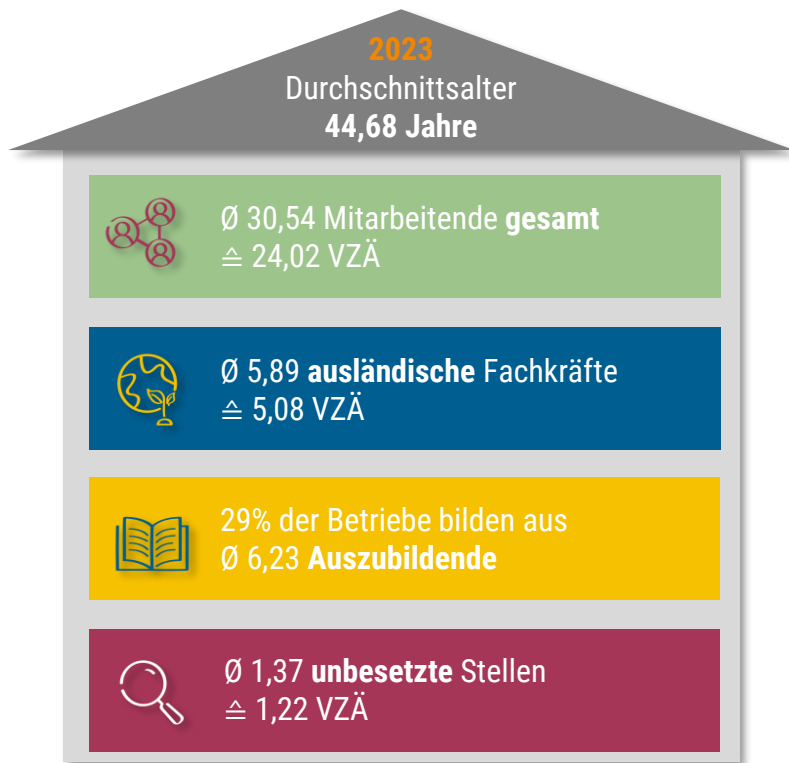 2023
Durchschnittsalter
44,68 Jahre
Ø 30,54 Mitarbeitende gesamt
≙ 24,02 VZÄ
Ø 5,89 ausländische Fachkräfte
≙ 5,08 VZÄ
29% der Betriebe bilden aus
Ø 6,23 Auszubildende
Ø 1,37 unbesetzte Stellen
≙ 1,22 VZÄ